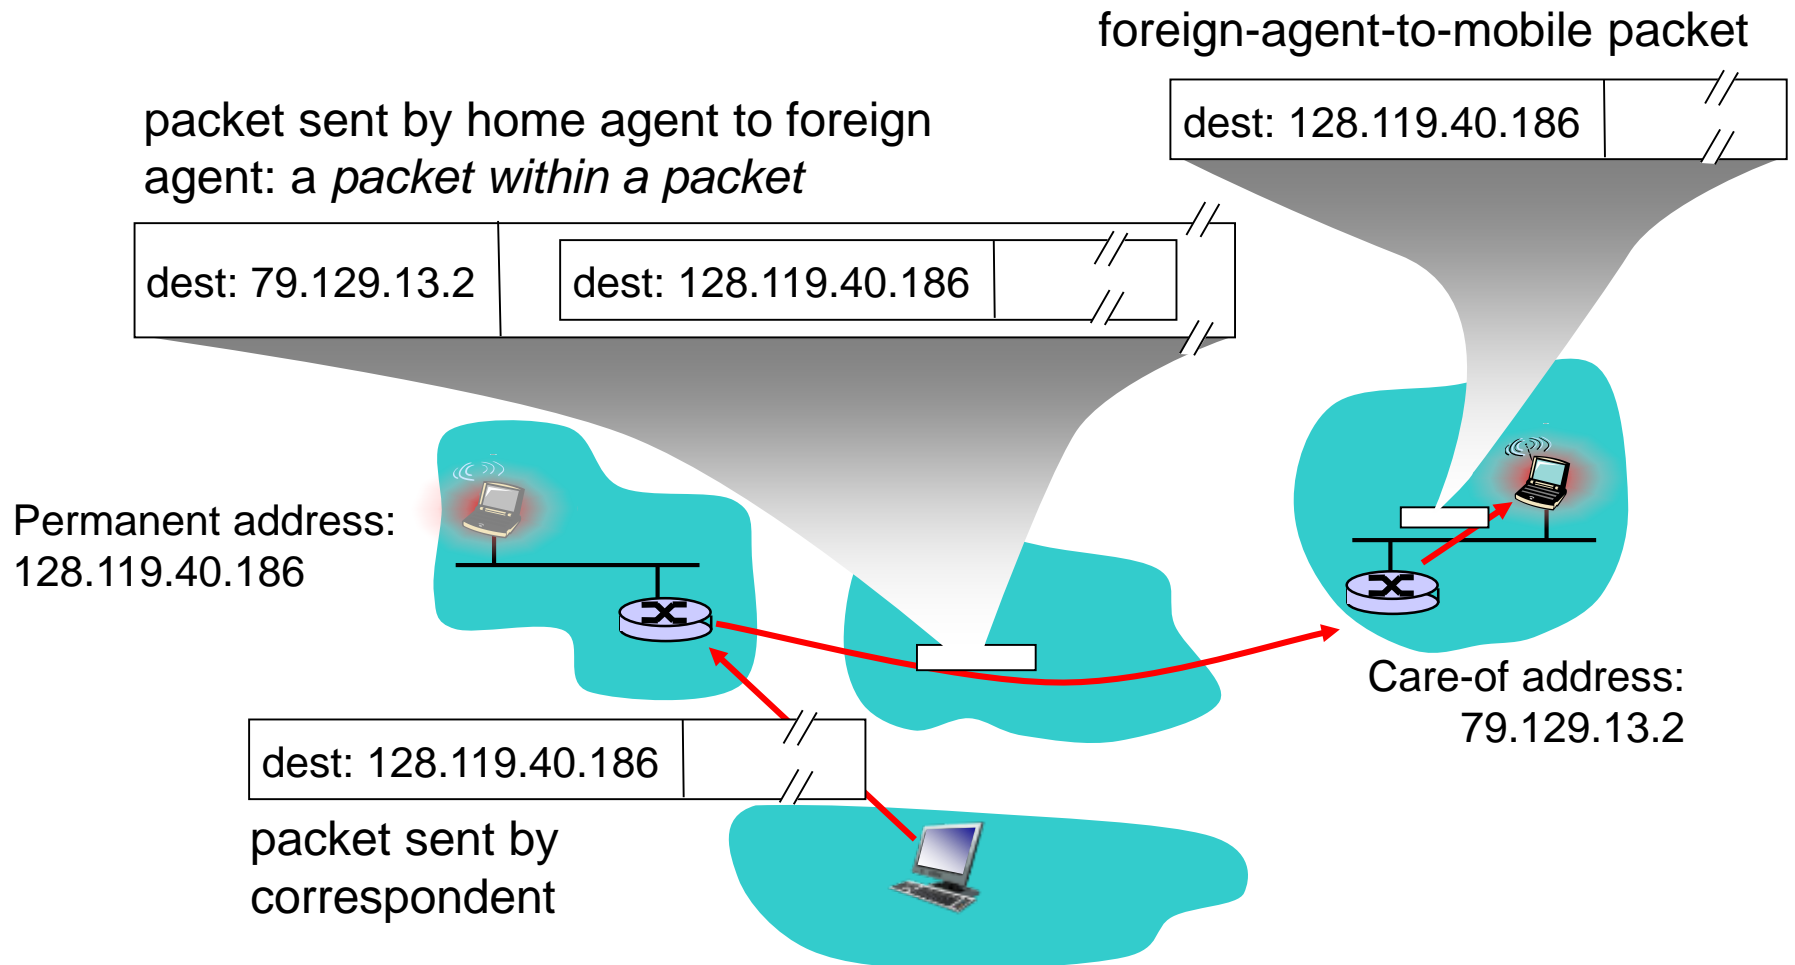 foreign-agent-to-mobile packet
dest: 128.119.40.186
packet sent by home agent to foreign
agent: a packet within a packet
dest: 79.129.13.2
dest: 128.119.40.186
Permanent address:
128.119.40.186
Care-of address:
79.129.13.2
dest: 128.119.40.186
packet sent by
correspondent